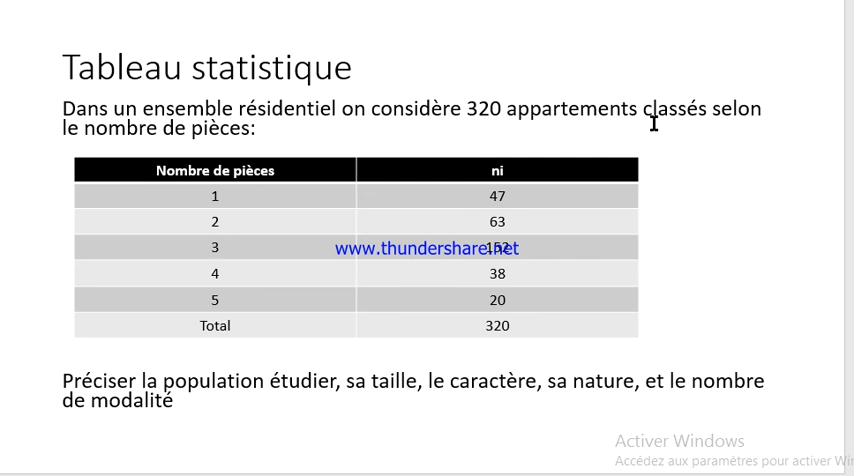 Tableau statistique
Dans un ensemble résidentiel on considère 320 appartements classés selon
le nombre de pièces:
Nombre de pièces ni
1 47
2 63
3 152
www.thundershare.net
4 38
5 20
Total 320
Préciser la population étudier, sa taille, le caractère, sa nature, et le nombre
de modalité
Activer Windows
Accédez aux paramètres pour activer Win